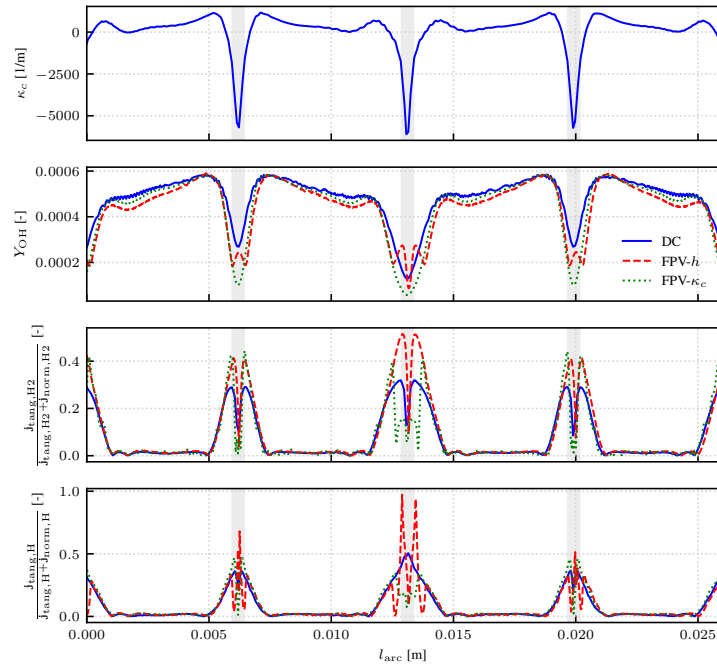 0
−2500
−5000
κc [1/m]
0.0006
0.0004
0.0002
YOH [-]
DC
FPV-h
FPV-κc
0.4
0.2
0.0
jtang,H2
jtang,H2+jnorm,H2 [-]
1.0
0.5
0.0
jtang,H
jtang,H+jnorm,H [-]
0.000 0.005 0.010 0.015 0.020 0.025
larc [m]